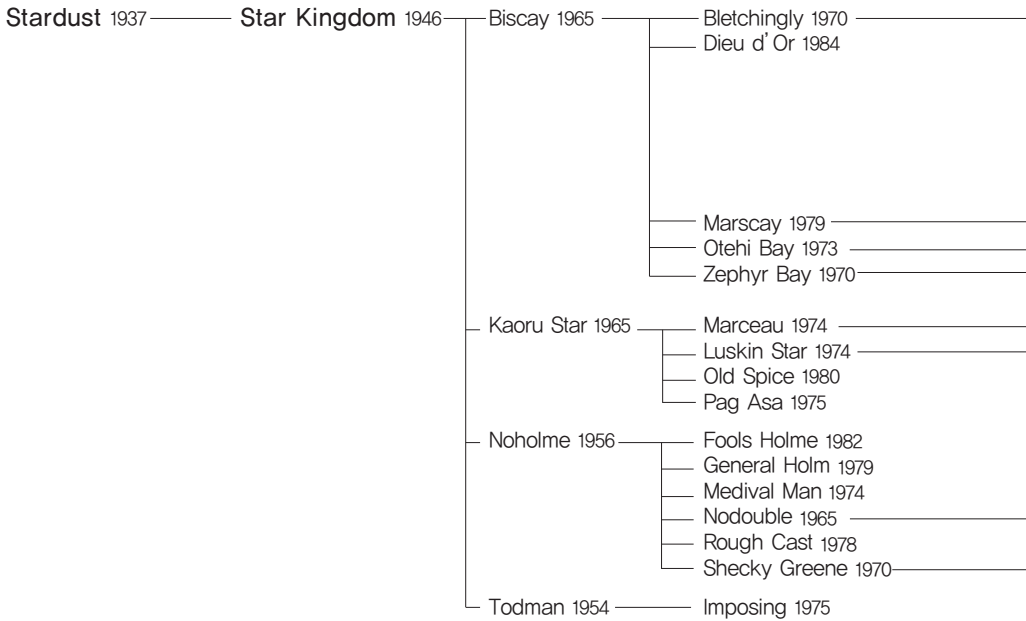 Stardust 1937 Star Kingdom 1946 Biscay 1965 Bletchingly 1970
Dieu d' Or 1984
Marscay 1979
Otehi Bay 1973
Zephyr Bay 1970
Kaoru Star 1965 Marceau 1974
Luskin Star 1974
Old Spice 1980
Pag Asa 1975
Noholme 1956 Fools Holme 1982
General Holm 1979
Medival Man 1974
Nodouble 1965
Rough Cast 1978
Shecky Greene 1970
Todman 1954 Imposing 1975